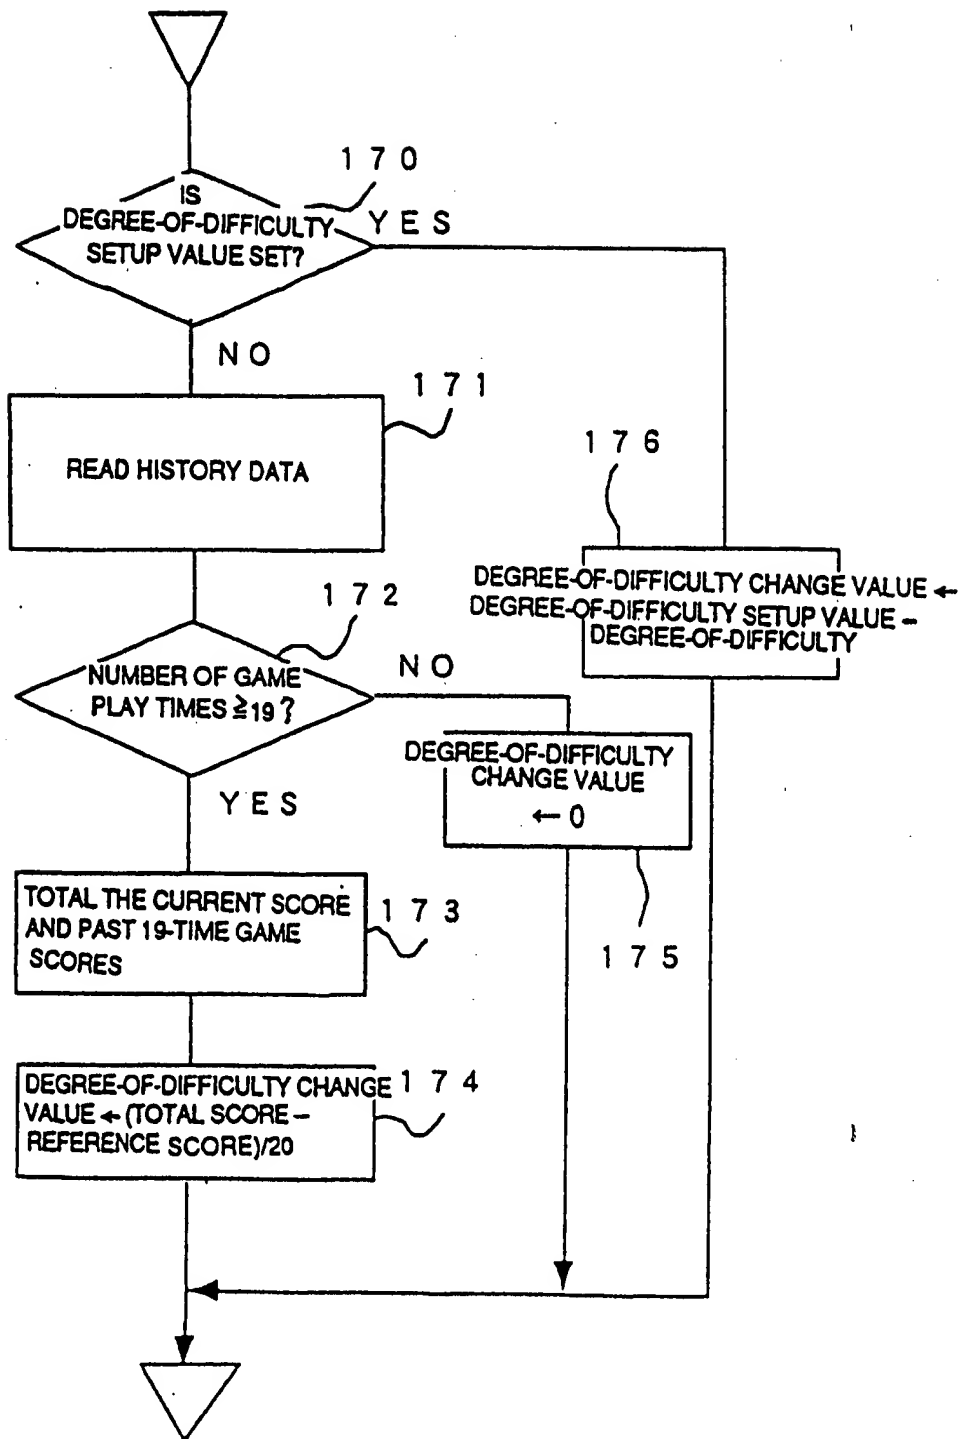 170
IS
DEGREE-OF-DIFFICULTY
SETUP VALUE SET?
YES
NO
171
READ HISTORY DATA
176
DEGREE-OF-DIFFICULTY CHANGE VALUE ←
DEGREE-OF-DIFFICULTY SETUP VALUE –
DEGREE-OF-DIFFICULTY
172
NUMBER OF GAME
PLAY TIMES ≧19?
NO
YES
DEGREE-OF-DIFFICULTY
CHANGE VALUE
← 0
175
TOTAL THE CURRENT SCORE
AND PAST 19-TIME GAME
SCORES
173
DEGREE-OF-DIFFICULTY CHANGE
VALUE ← (TOTAL SCORE –
REFERENCE SCORE)/20
174